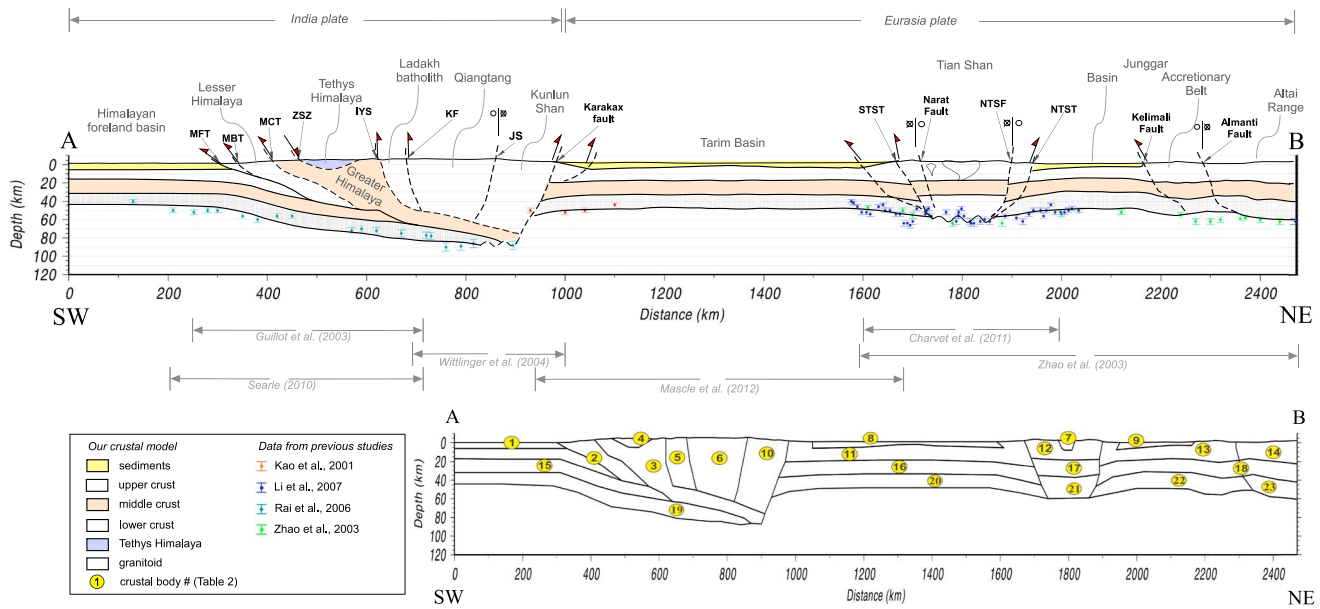 India plate
Eurasia plate
Himalayan foreland basin
Lesser Himalaya
Tethys Himalaya
Ladakh batholith
Qiangtang
Kunlun Shan
Tarim Basin
Tian Shan
Junggar
Basin
Accretionary Belt
Altai Range
A
B
MFT
MBT
MCT
ZSZ
IYS
KF
JS
Karakax fault
STST
Narat Fault
NTSF
NTST
Kelimali Fault
Almanti Fault
Greater Himalaya
Depth (km)
0
20
40
60
80
100
120
0 200 400 600 800 1000 1200 1400 1600 1800 2000 2200 2400
SW
Distance (km)
NE
Guillot et al. (2003)
Charvet et al. (2011)
Wittlinger et al. (2004)
Zhao et al. (2003)
Searle (2010)
Mascle et al. (2012)
Our crustal model
sediments
upper crust
middle crust
lower crust
Tethys Himalaya
granitoid
1 crustal body # (Table 2)
Data from previous studies
Kao et al., 2001
Li et al., 2007
Rai et al., 2006
Zhao et al., 2003
A
B
Depth (km)
0
20
40
60
80
100
120
1
2
3
4
5
6
7
8
9
10
11
12
13
14
15
16
17
18
19
20
21
22
23
0 200 400 600 800 1000 1200 1400 1600 1800 2000 2200 2400
SW
Distance (km)
NE